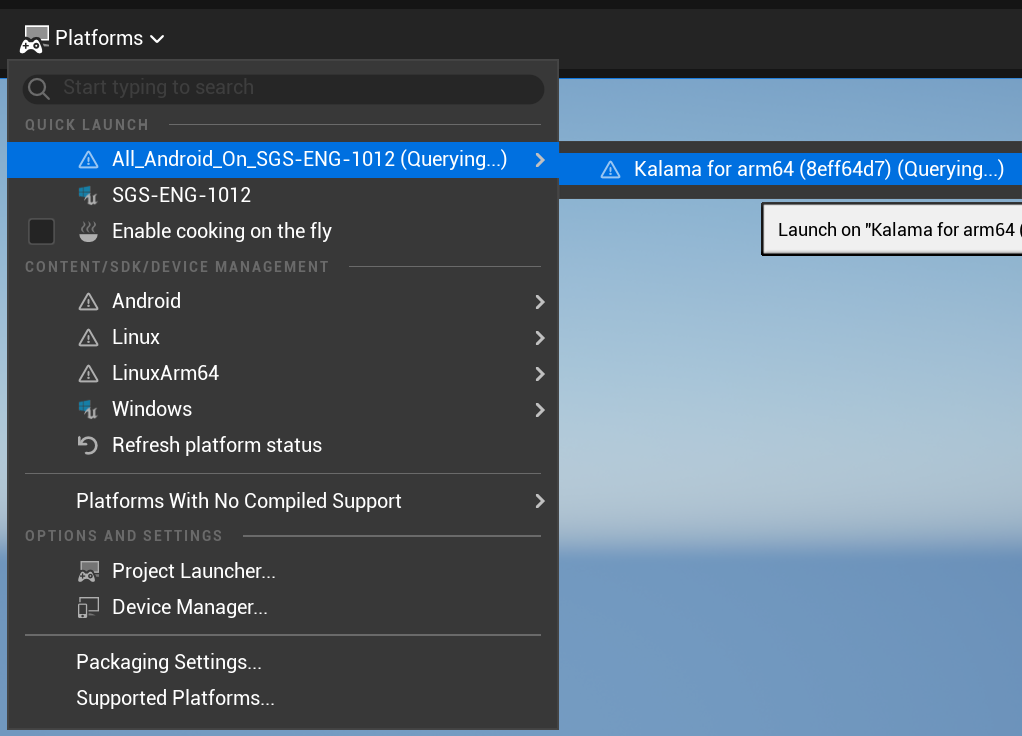 Platforms
Start typing to search
QUICK LAUNCH
All_Android_On_SGS-ENG-1012 (Querying...)
Kalama for arm64 (8eff64d7) (Querying...)
SGS-ENG-1012
Launch on "Kalama for arm64 (
Enable cooking on the fly
CONTENT/SDK/DEVICE MANAGEMENT
Android
Linux
LinuxArm64
Windows
Refresh platform status
Platforms With No Compiled Support
OPTIONS AND SETTINGS
Project Launcher...
Device Manager...
Packaging Settings...
Supported Platforms...